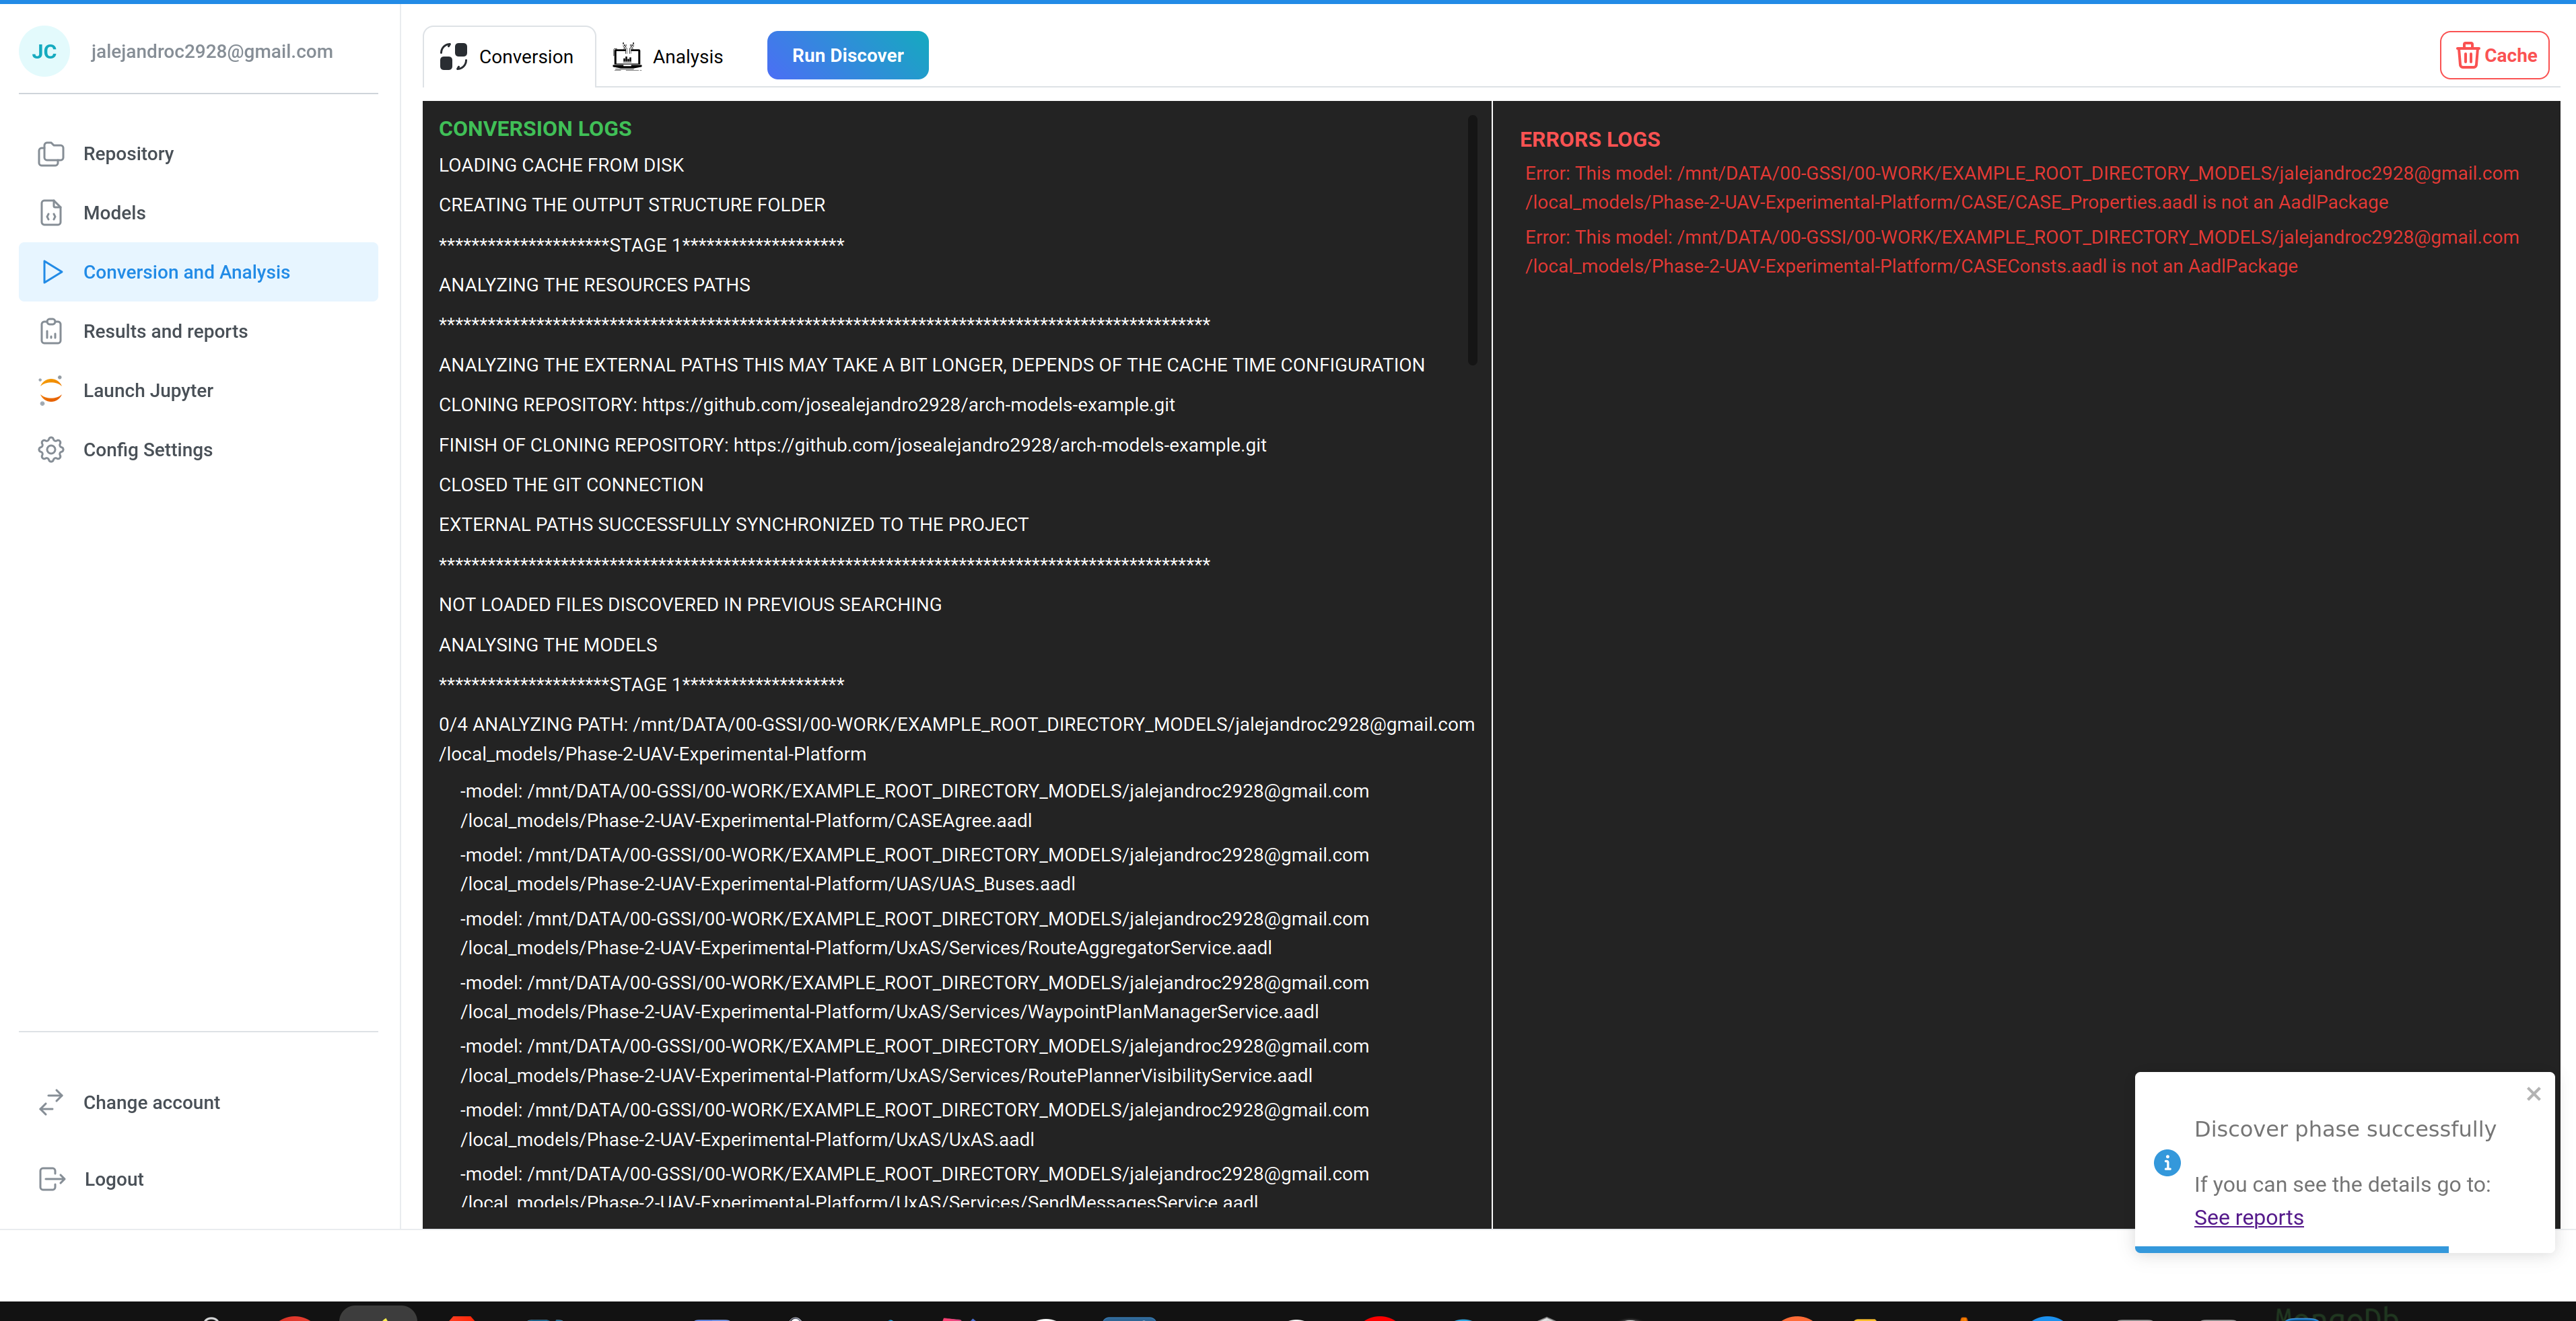 JC
jalejandroc2928@gmail.com
Repository
Models
Conversion and Analysis
Results and reports
Launch Jupyter
Config Settings
Change account
Logout
Conversion
Analysis
Run Discover
Cache
CONVERSION LOGS
LOADING CACHE FROM DISK
CREATING THE OUTPUT STRUCTURE FOLDER
*********************STAGE 1********************
ANALYZING THE RESOURCES PATHS
***********************************************************************************************
ANALYZING THE EXTERNAL PATHS THIS MAY TAKE A BIT LONGER, DEPENDS OF THE CACHE TIME CONFIGURATION
CLONING REPOSITORY: https://github.com/josealejandro2928/arch-models-example.git
FINISH OF CLONING REPOSITORY: https://github.com/josealejandro2928/arch-models-example.git
CLOSED THE GIT CONNECTION
EXTERNAL PATHS SUCCESSFULLY SYNCHRONIZED TO THE PROJECT
***********************************************************************************************
NOT LOADED FILES DISCOVERED IN PREVIOUS SEARCHING
ANALYSING THE MODELS
*********************STAGE 1********************
0/4 ANALYZING PATH: /mnt/DATA/00-GSSI/00-WORK/EXAMPLE_ROOT_DIRECTORY_MODELS/jalejandroc2928@gmail.com
/local_models/Phase-2-UAV-Experimental-Platform
-model: /mnt/DATA/00-GSSI/00-WORK/EXAMPLE_ROOT_DIRECTORY_MODELS/jalejandroc2928@gmail.com
/local_models/Phase-2-UAV-Experimental-Platform/CASEAgree.aadl
-model: /mnt/DATA/00-GSSI/00-WORK/EXAMPLE_ROOT_DIRECTORY_MODELS/jalejandroc2928@gmail.com
/local_models/Phase-2-UAV-Experimental-Platform/UAS/UAS_Buses.aadl
-model: /mnt/DATA/00-GSSI/00-WORK/EXAMPLE_ROOT_DIRECTORY_MODELS/jalejandroc2928@gmail.com
/local_models/Phase-2-UAV-Experimental-Platform/UxAS/Services/RouteAggregatorService.aadl
-model: /mnt/DATA/00-GSSI/00-WORK/EXAMPLE_ROOT_DIRECTORY_MODELS/jalejandroc2928@gmail.com
/local_models/Phase-2-UAV-Experimental-Platform/UxAS/Services/WaypointPlanManagerService.aadl
-model: /mnt/DATA/00-GSSI/00-WORK/EXAMPLE_ROOT_DIRECTORY_MODELS/jalejandroc2928@gmail.com
/local_models/Phase-2-UAV-Experimental-Platform/UxAS/Services/RoutePlannerVisibilityService.aadl
-model: /mnt/DATA/00-GSSI/00-WORK/EXAMPLE_ROOT_DIRECTORY_MODELS/jalejandroc2928@gmail.com
/local_models/Phase-2-UAV-Experimental-Platform/UxAS/UxAS.aadl
-model: /mnt/DATA/00-GSSI/00-WORK/EXAMPLE_ROOT_DIRECTORY_MODELS/jalejandroc2928@gmail.com
/local_models/Phase-2-UAV-Experimental-Platform/UxAS/Services/SendMessagesService.aadl
ERRORS LOGS
Error: This model: /mnt/DATA/00-GSSI/00-WORK/EXAMPLE_ROOT_DIRECTORY_MODELS/jalejandroc2928@gmail.com
/local_models/Phase-2-UAV-Experimental-Platform/CASE/CASE_Properties.aadl is not an AadlPackage
Error: This model: /mnt/DATA/00-GSSI/00-WORK/EXAMPLE_ROOT_DIRECTORY_MODELS/jalejandroc2928@gmail.com
/local_models/Phase-2-UAV-Experimental-Platform/CASEConsts.aadl is not an AadlPackage
Discover phase successfully
If you can see the details go to:
See reports
MongoDb